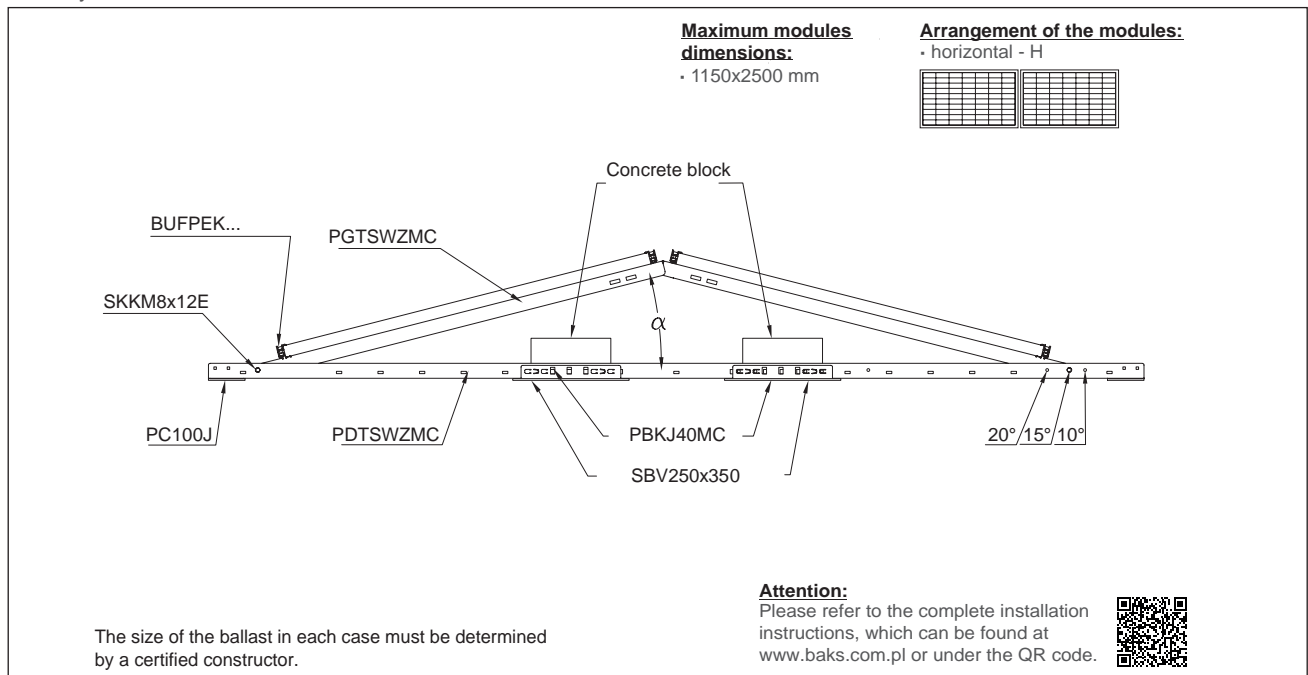 Maximum modules
dimensions:
· 1150x2500 mm
Arrangement of the modules:
· horizontal - H
Concrete block
BUFPEK...
PGTSWZMC
SKKM8x12E
α
PC100J
PDTSWZMC
PBKJ40MC
SBV250x350
20° 15° 10°
The size of the ballast in each case must be determined
by a certified constructor.
Attention:
Please refer to the complete installation
instructions, which can be found at
www.baks.com.pl or under the QR code.